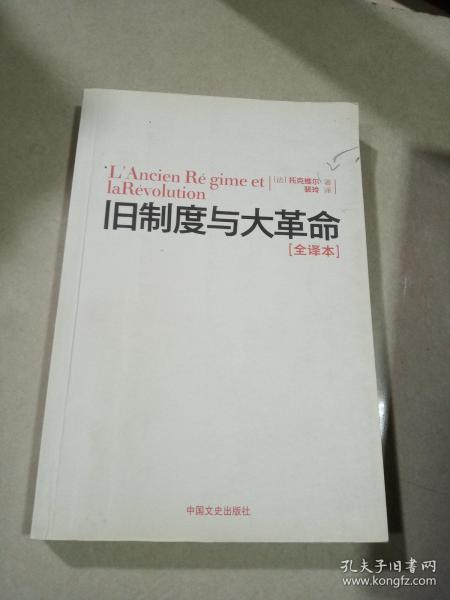 L'Ancien Ré gime et
laRévolution
[法] 托克维尔 著
裴玲 译
旧制度与大革命
[全译本]
中国文史出版社
孔夫子旧书网
www.kongfz.com